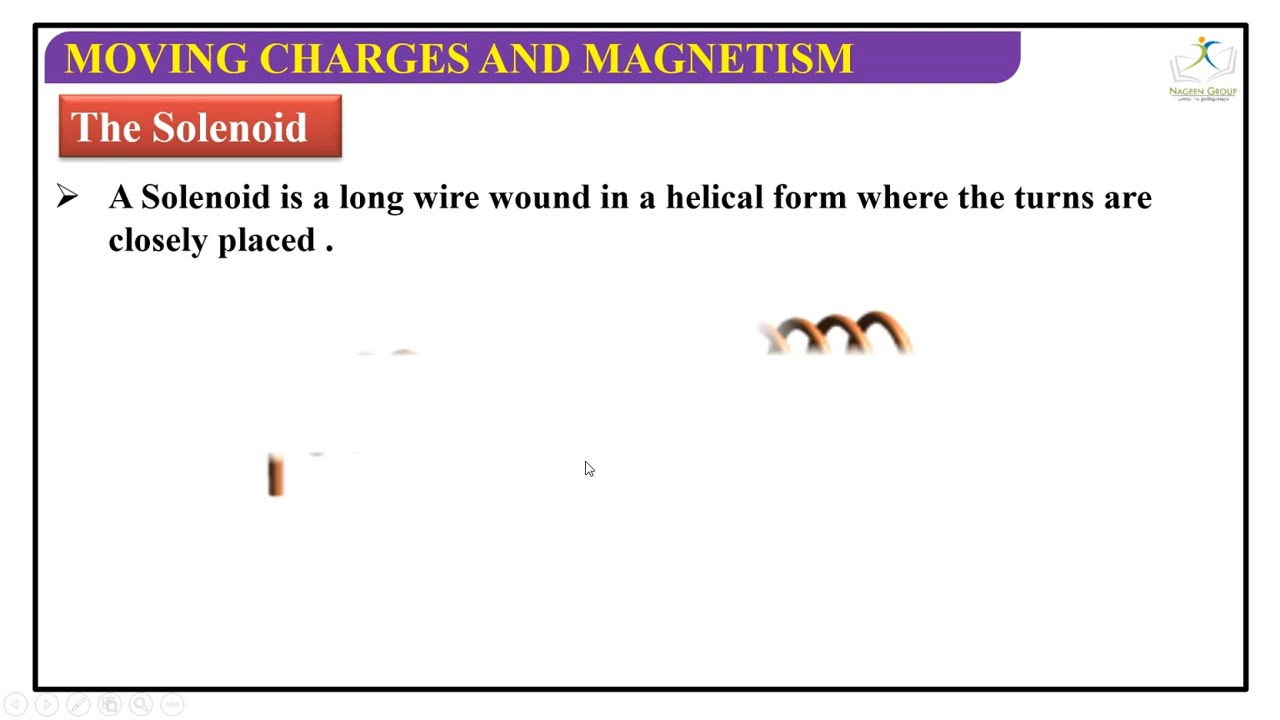 MOVING CHARGES AND MAGNETISM
NAGEEN GROUP
The Solenoid
A Solenoid is a long wire wound in a helical form where the turns are
closely placed .